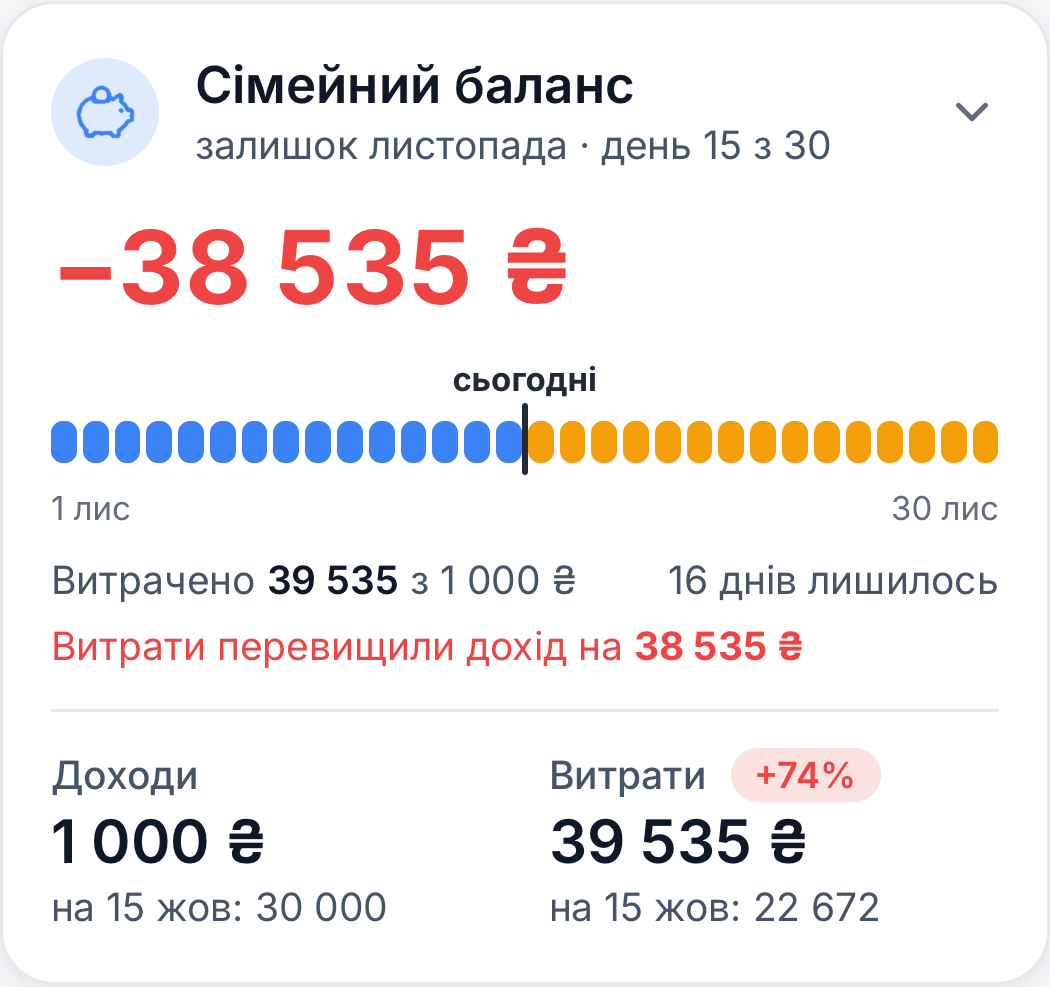 Сімейний баланс
залишок листопада · день 15 з 30
−38 535 ₴
сьогодні
1 лис 30 лис
Витрачено 39 535 з 1 000 ₴ 16 днів лишилось
Витрати перевищили дохід на 38 535 ₴
Доходи Витрати +74%
1 000 ₴ 39 535 ₴
на 15 жов: 30 000 на 15 жов: 22 672